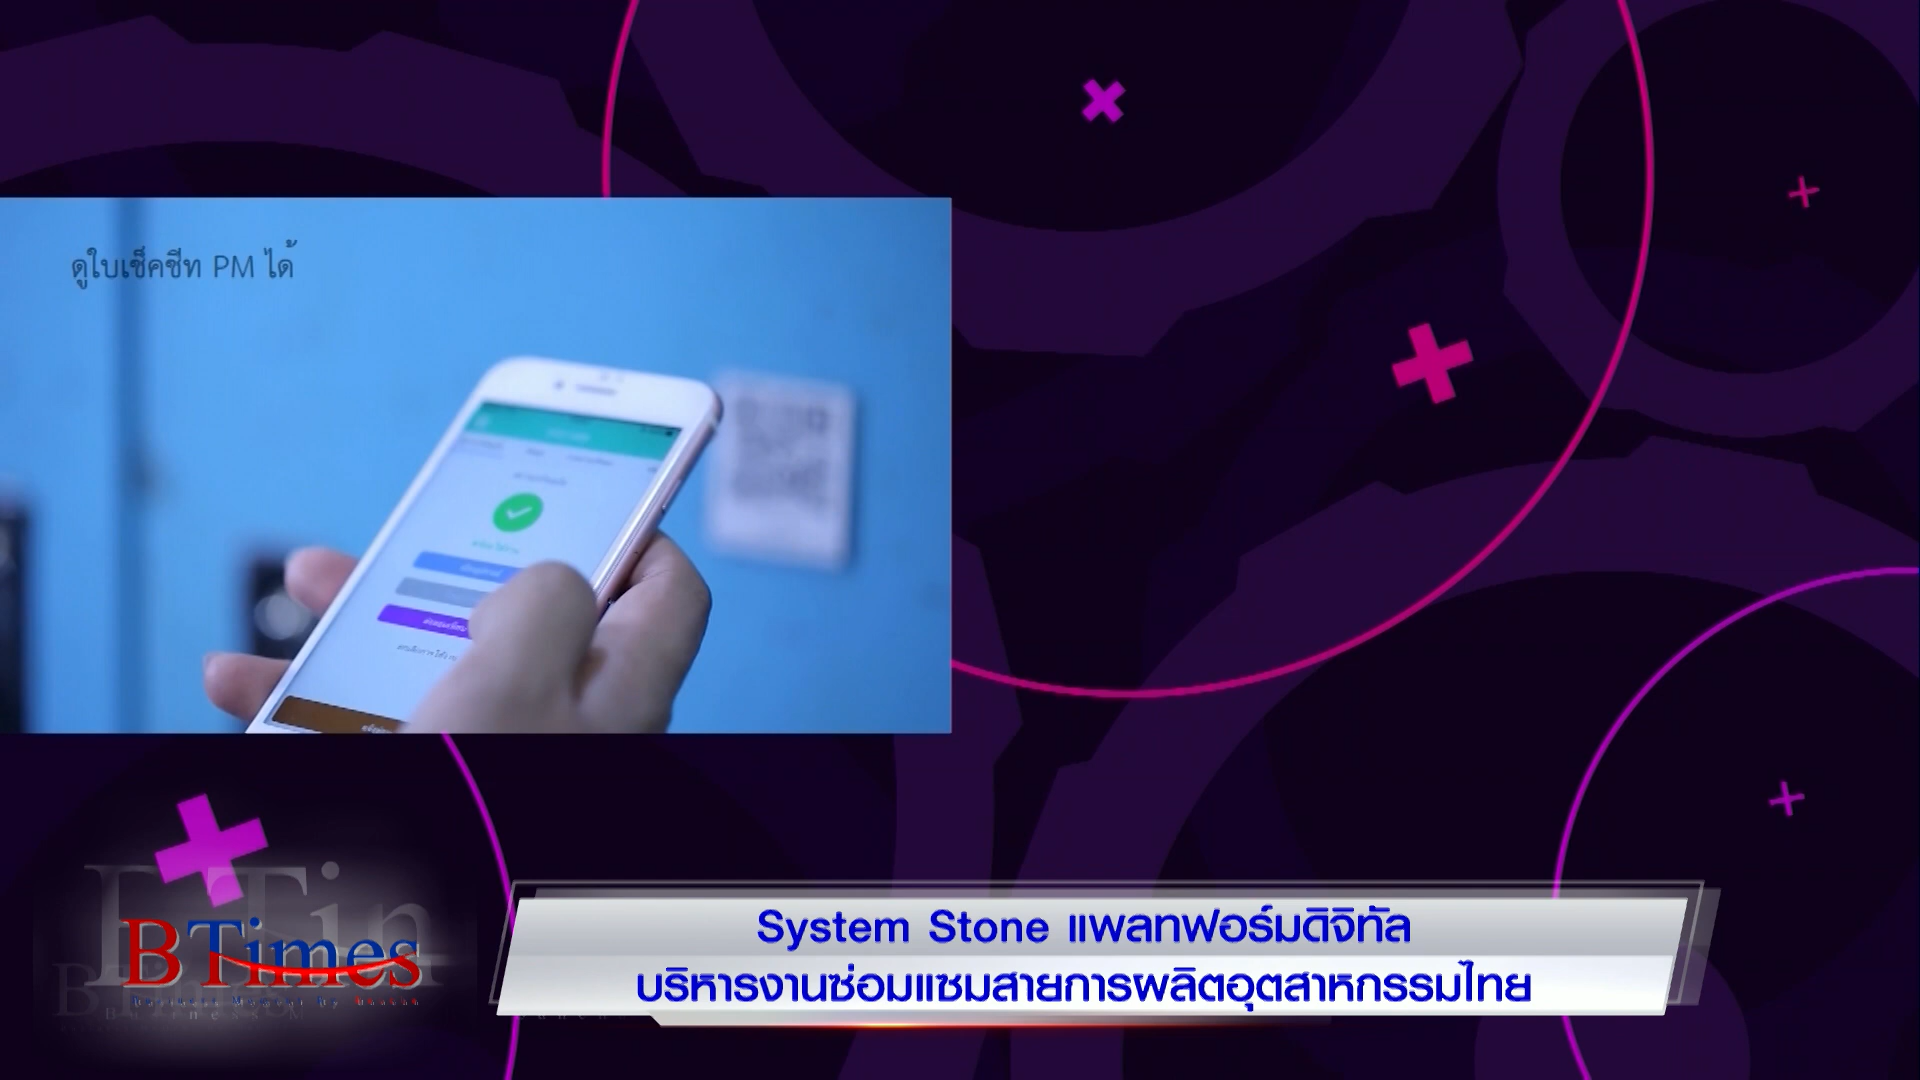 ดูใบเช็คชีท PM ได้
BTimes
System Stone แพลทฟอร์มดิจิทัล
บริหารงานซ่อมแซมสายการผลิตอุตสาหกรรมไทย